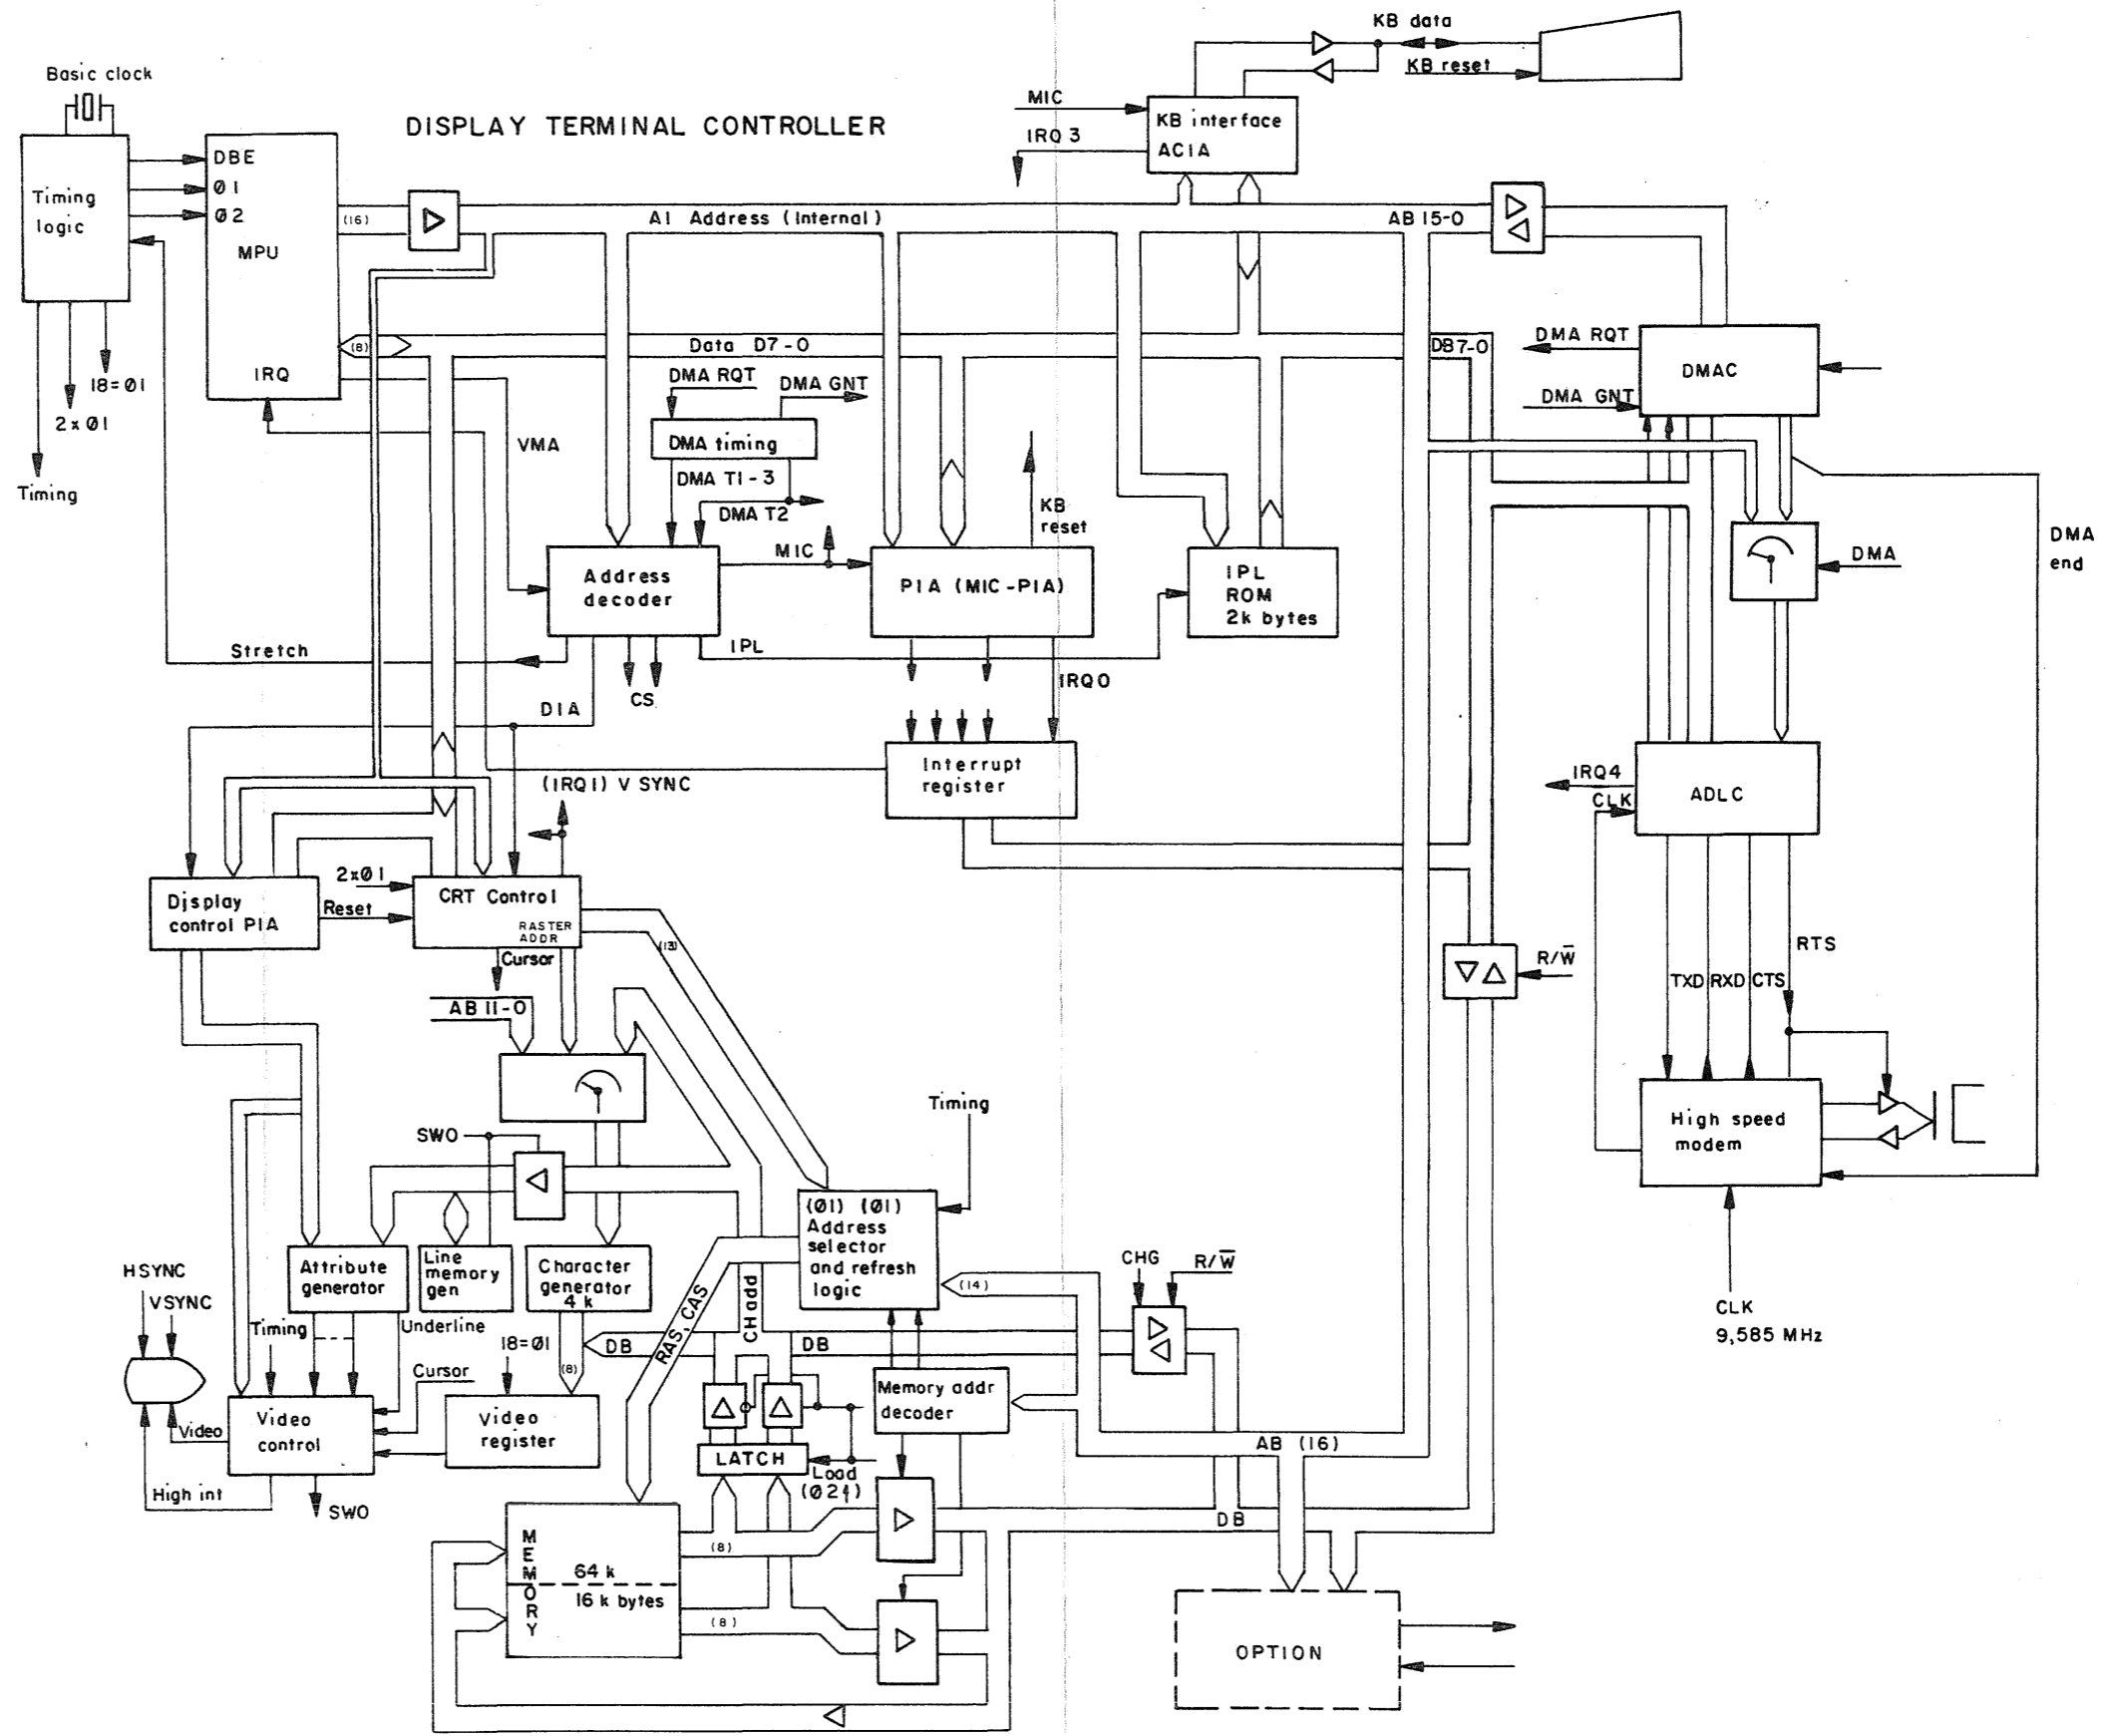 KB data
KB reset
Basic clock
DISPLAY TERMINAL CONTROLLER
MIC
IRQ 3
KB interface
ACIA
Timing
logic
DBE
Ø1
Ø2
MPU
IRQ
(16)
A1 Address (Internal)
AB 15-0
(8)
Data D7-0
DB7-0
18=Ø1
2xØ1
Timing
VMA
DMA RQT
DMA GNT
DMA timing
DMA T1-3
DMA T2
DMA RQT
DMA GNT
DMAC
KB
reset
DMA
DMA
end
Address
decoder
MIC
PIA (MIC-PIA)
IPL
ROM
2k bytes
Stretch
IPL
CS
DIA
IRQ0
(IRQ1) V SYNC
Interrupt
register
IRQ4
CLK
ADLC
2xØ1
Reset
Display
control PIA
CRT Control
RASTER
ADDR
Cursor
(13)
AB 11-0
R/W̅
TXD
RXD
CTS
RTS
High speed
modem
CLK
9,585 MHz
SWO
Timing
(Ø1) (Ø1)
Address
selector
and refresh
logic
(14)
CHG
R/W̅
Attribute
generator
Line
memory
gen
Character
generator
4k
HSYNC
VSYNC
Timing
Underline
18=Ø1
(8)
DB
DB
CHadd
RAS, CAS
Cursor
Video
Video
control
Video
register
High int
SWO
Memory addr
decoder
LATCH
Load
(Ø2↑)
AB (16)
DB
MEMORY
64 k
16 k bytes
(8)
(8)
OPTION